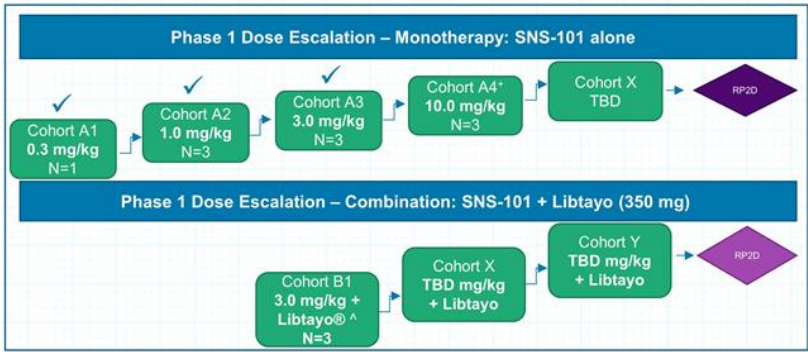 Phase 1 Dose Escalation – Monotherapy: SNS-101 alone
Cohort A1
0.3 mg/kg
N=1
Cohort A2
1.0 mg/kg
N=3
Cohort A3
3.0 mg/kg
N=3
Cohort A4⁺
10.0 mg/kg
N=3
Cohort X
TBD
RP2D
Phase 1 Dose Escalation – Combination: SNS-101 + Libtayo (350 mg)
Cohort B1
3.0 mg/kg +
Libtayo® ^
N=3
Cohort X
TBD mg/kg
+ Libtayo
Cohort Y
TBD mg/kg
+ Libtayo
RP2D